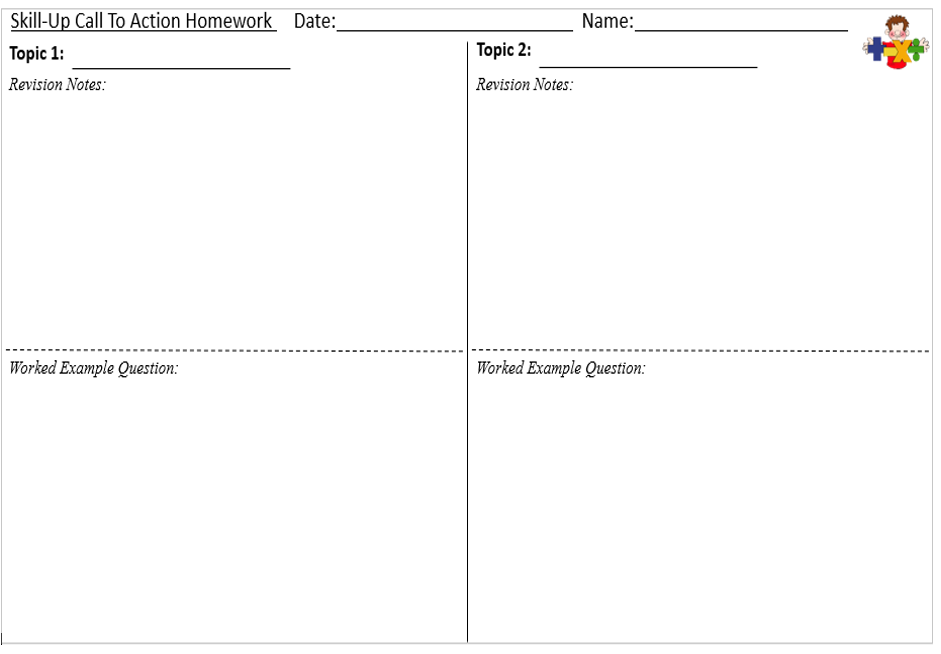 Skill-Up Call To Action Homework Date: Name:
Topic 1:
Revision Notes:
Worked Example Question:
Topic 2:
Revision Notes:
Worked Example Question: